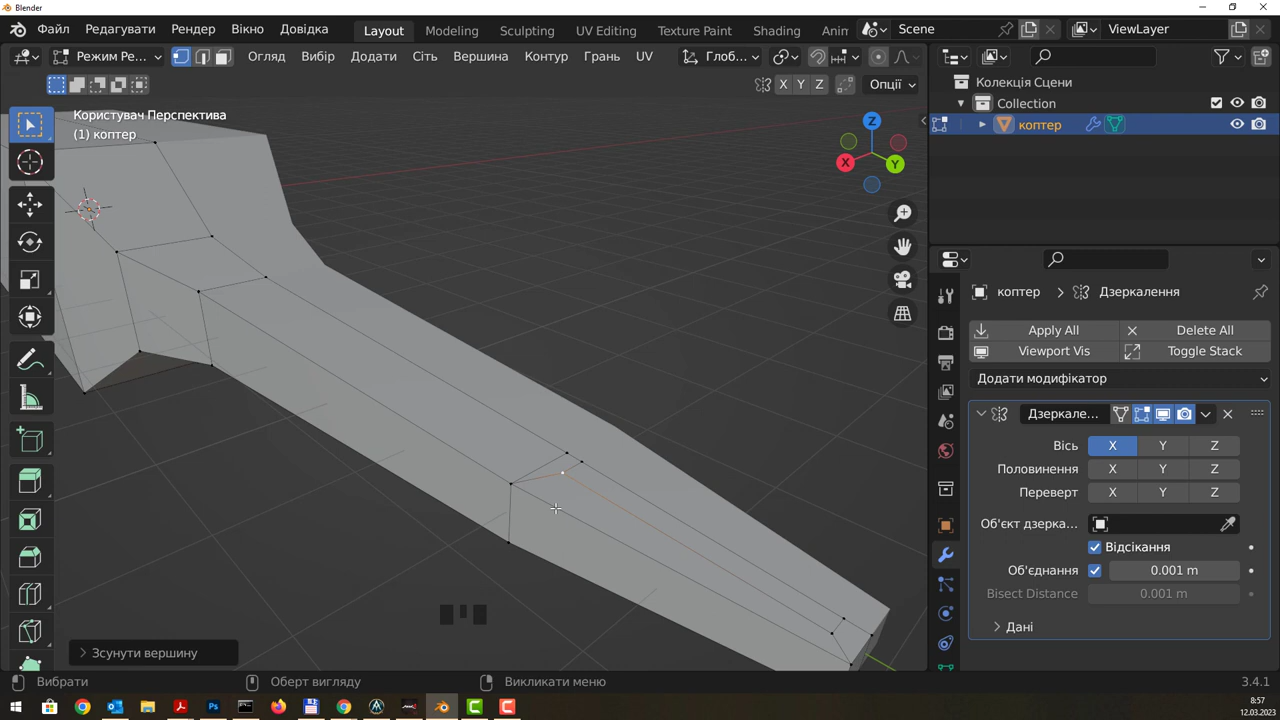 Blender
Файл Редагувати Рендер Вікно Довідка Layout Modeling Sculpting UV Editing Texture Paint Shading Anim Scene ViewLayer
Режим Ре... Огляд Вибір Додати Сіть Вершина Контур Грань UV Глоб...
X Y Z Опції
Користувач Перспектива
(1) коптер
Z
X
Y
Колекція Сцени
Collection
коптер
коптер > Дзеркалення
Apply All Delete All
Viewport Vis Toggle Stack
Додати модифікатор
Дзеркале...
Вісь X Y Z
Половинення X Y Z
Переверт X Y Z
Об'єкт дзерка...
Відсікання
Об'єднання 0.001 m
Bisect Distance 0.001 m
Дані
Зсунути вершину
Вибрати Оберт вигляду Викликати меню 3.4.1
8:57
12.03.2023